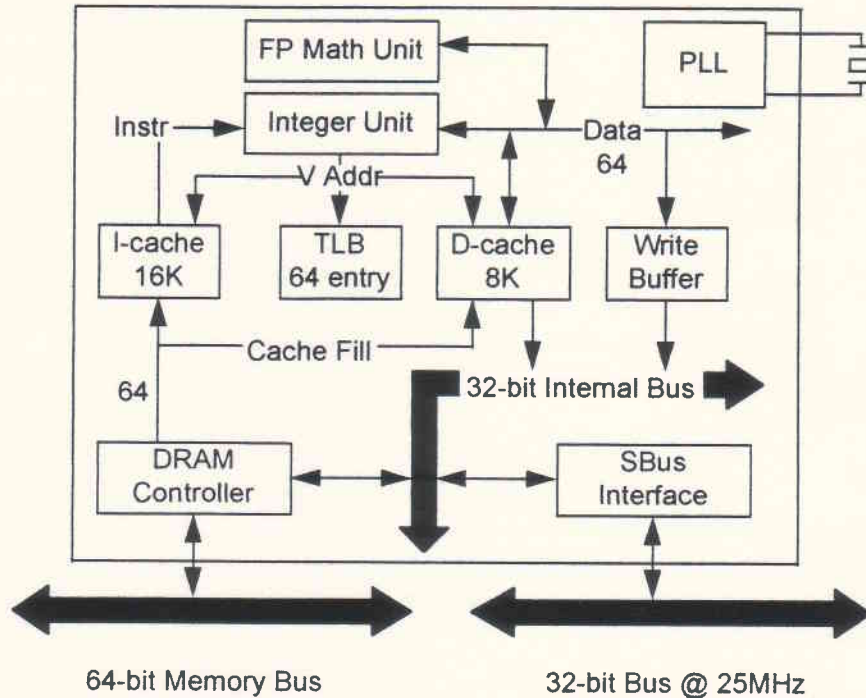 FP Math Unit
PLL
Instr
Integer Unit
Data
64
V Addr
I-cache
16K
TLB
64 entry
D-cache
8K
Write
Buffer
Cache Fill
64
32-bit Internal Bus
DRAM
Controller
SBus
Interface
64-bit Memory Bus
32-bit Bus @ 25MHz